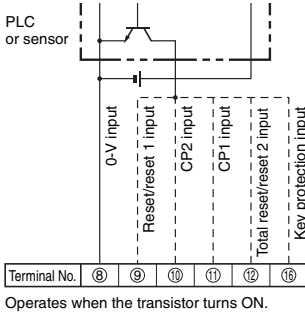 PLC
or sensor
0-V input
Reset/reset 1 input
CP2 input
CP1 input
Total reset/reset 2 input
Key protection input
Terminal No. ⑧ ⑨ ⑩ ⑪ ⑫ ⑯
Operates when the transistor turns ON.